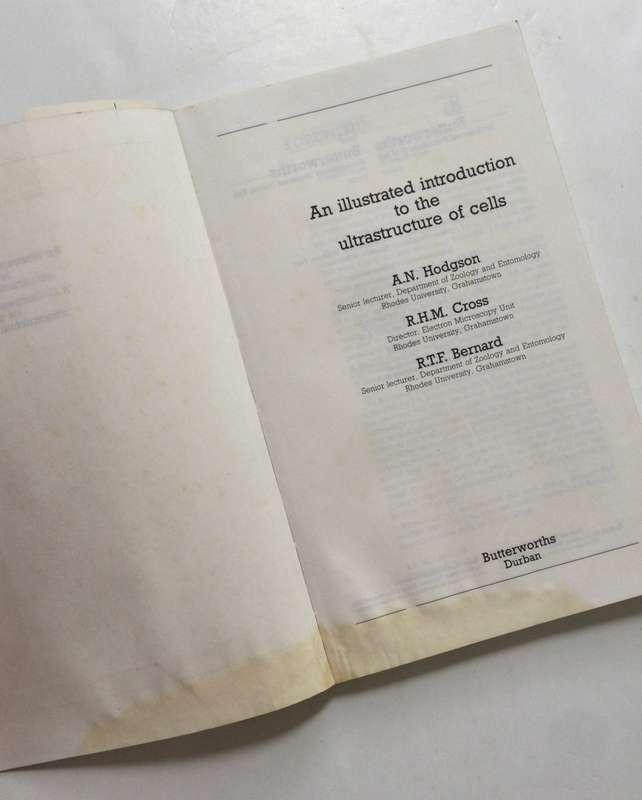 An illustrated introduction
to the
ultrastructure of cells
A.N. Hodgson
Senior lecturer, Department of Zoology and Entomology
Rhodes University, Grahamstown
R.H.M. Cross
Director, Electron Microscopy Unit
Rhodes University, Grahamstown
R.T.F. Bernard
Senior lecturer, Department of Zoology and Entomology
Rhodes University, Grahamstown
Butterworths
Durban